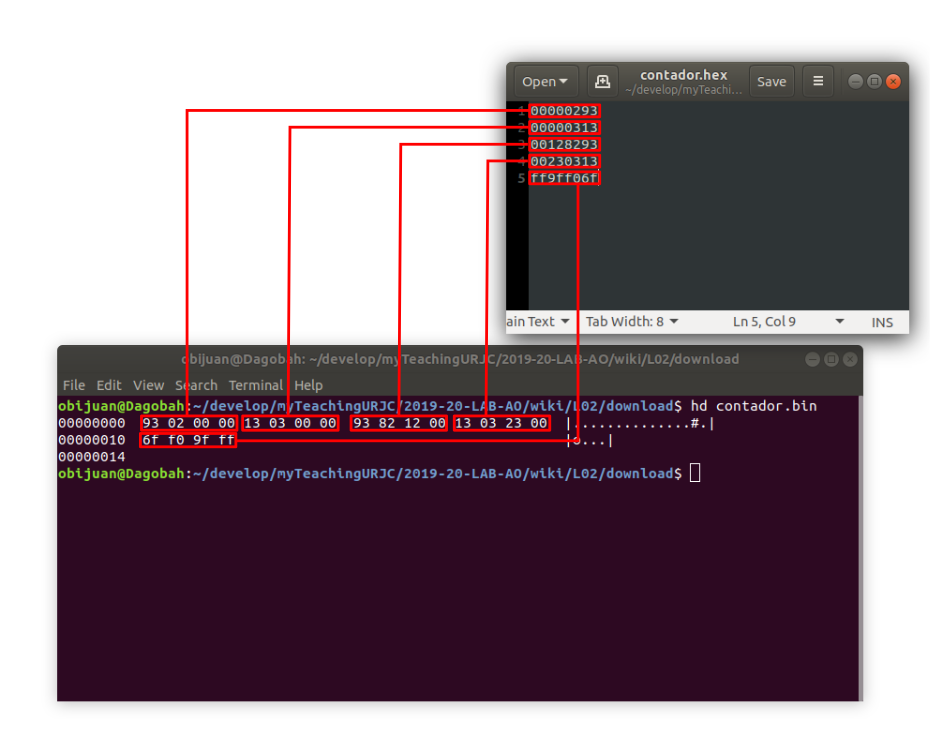 Open contador.hex Save
~/develop/myTeachi...
1 00000293
2 00000313
3 00128293
4 00230313
5 ff9ff06f
ain Text Tab Width: 8 Ln 5, Col 9 INS
obijuan@Dagobah: ~/develop/myTeachingURJC/2019-20-LAB-AO/wiki/L02/download
File Edit View Search Terminal Help
obijuan@Dagobah:~/develop/myTeachingURJC/2019-20-LAB-AO/wiki/L02/download$ hd contador.bin
00000000 93 02 00 00 13 03 00 00 93 82 12 00 13 03 23 00 |..............#.|
00000010 6f f0 9f ff |o...|
00000014
obijuan@Dagobah:~/develop/myTeachingURJC/2019-20-LAB-AO/wiki/L02/download$